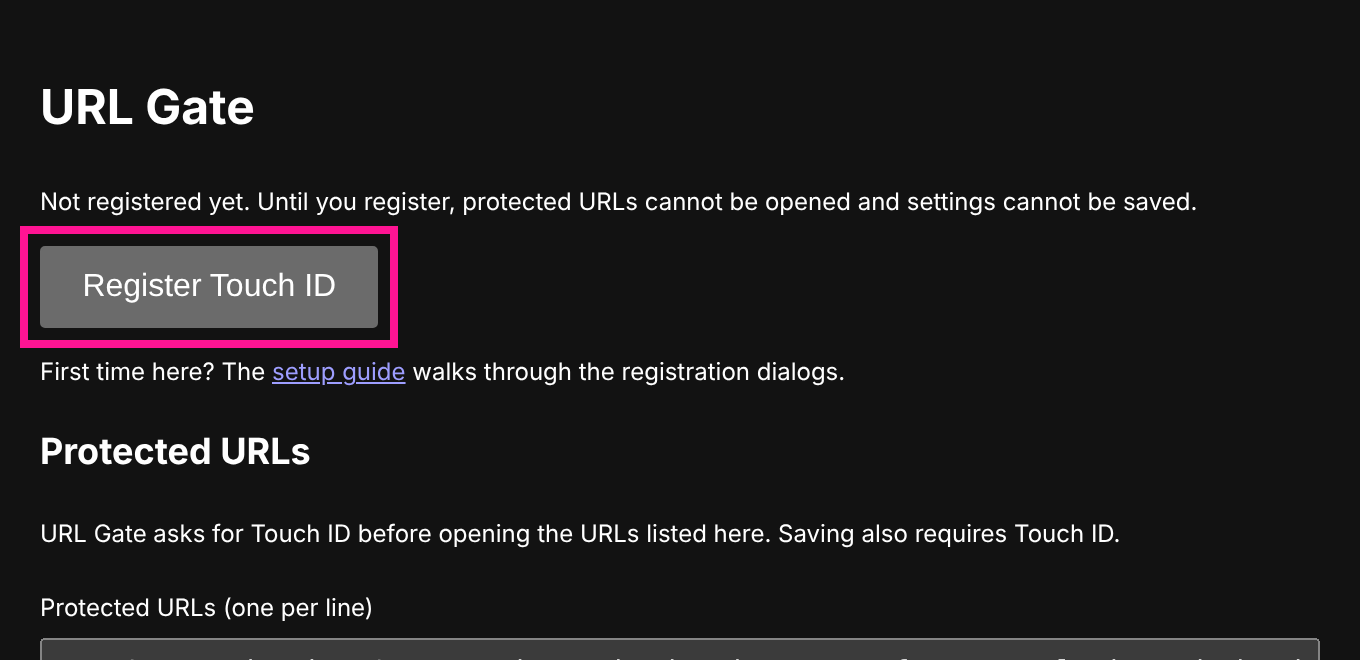 URL Gate
Not registered yet. Until you register, protected URLs cannot be opened and settings cannot be saved.
Register Touch ID
First time here? The setup guide walks through the registration dialogs.
Protected URLs
URL Gate asks for Touch ID before opening the URLs listed here. Saving also requires Touch ID.
Protected URLs (one per line)